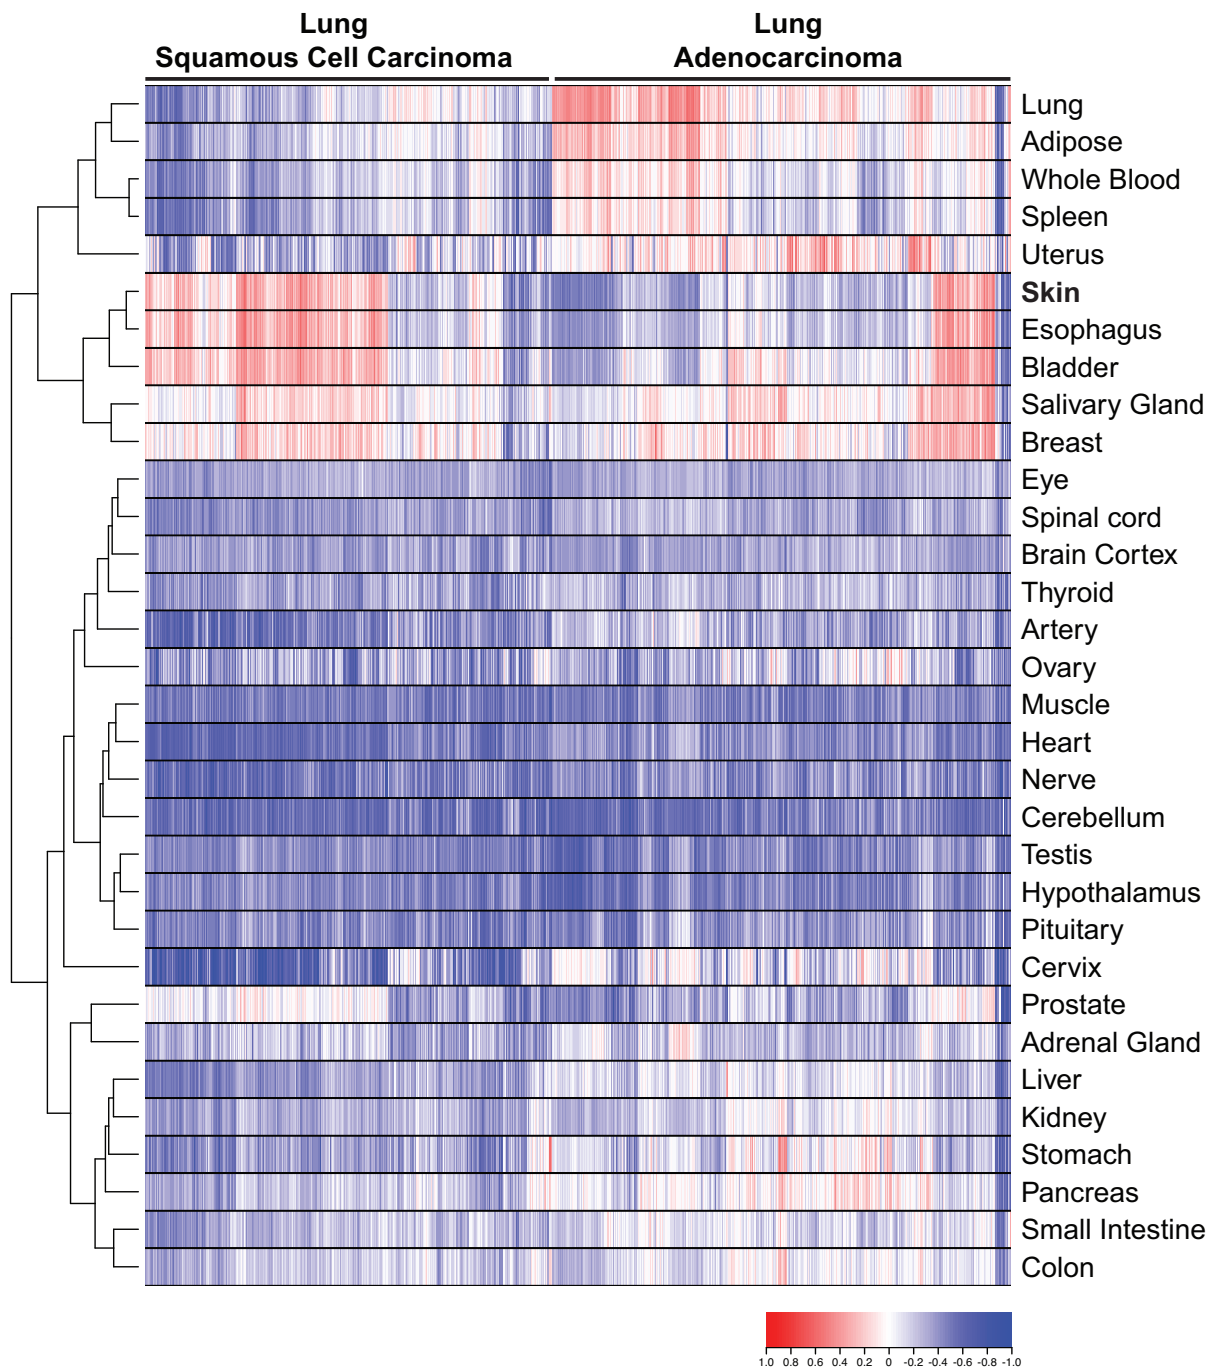 Lung
Squamous Cell Carcinoma
Lung
Adenocarcinoma
Lung
Adipose
Whole Blood
Spleen
Uterus
Skin
Esophagus
Bladder
Salivary Gland
Breast
Eye
Spinal cord
Brain Cortex
Thyroid
Artery
Ovary
Muscle
Heart
Nerve
Cerebellum
Testis
Hypothalamus
Pituitary
Cervix
Prostate
Adrenal Gland
Liver
Kidney
Stomach
Pancreas
Small Intestine
Colon
1.0 0.8 0.6 0.4 0.2 0 -0.2 -0.4 -0.6 -0.8 -1.0